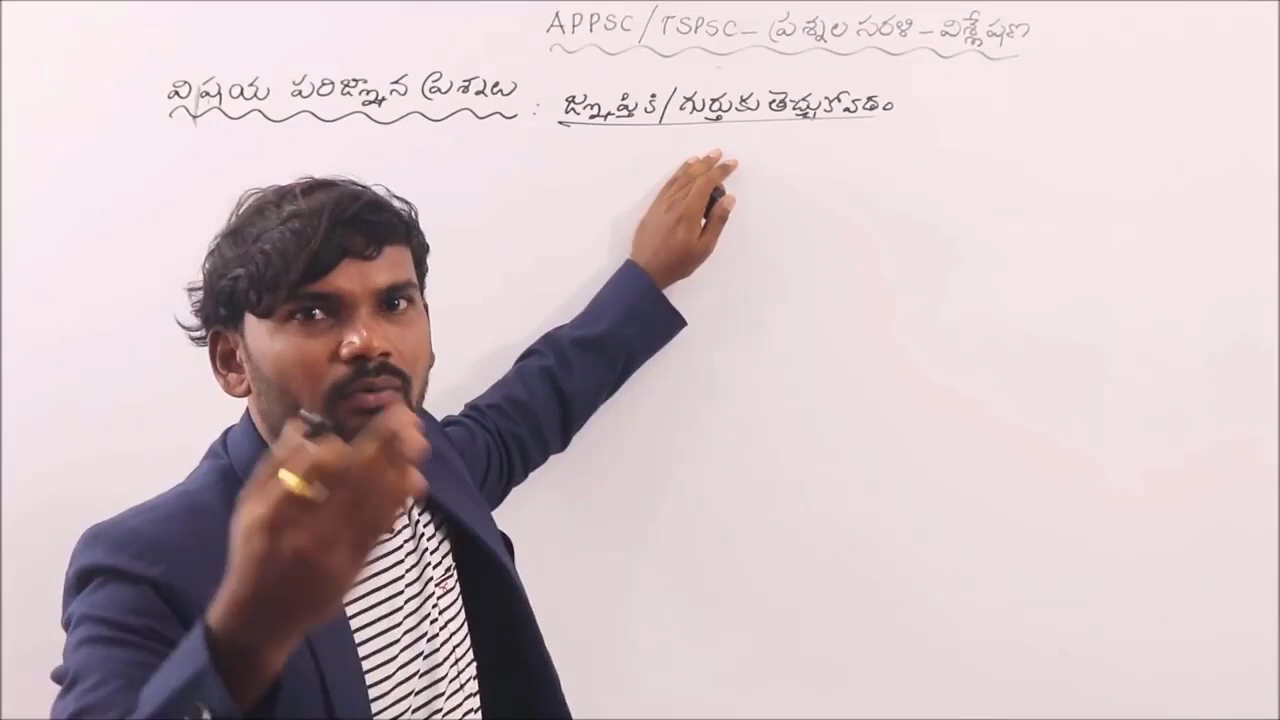 APPSC/TSPSC- ప్రశ్నల సరళి - విశ్లేషణ
విషయ పరిజ్ఞాన ప్రశ్నలు : జ్ఞప్తికి/గుర్తుకు తెచ్చుకోవడం